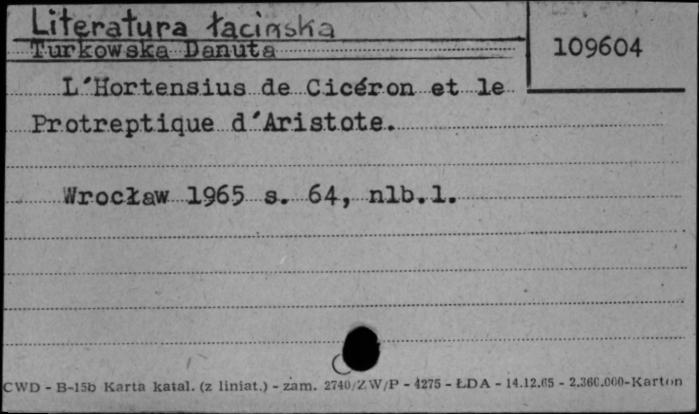 Literatura łacińska
109604
Turkowska Danuta
L'Hortensius de Cicéron et le
Protreptique d'Aristote.
Wrocław 1965 s. 64, nlb.1.
CWD - B-15b Karta katal. (z liniat.) - zam. 2740/ZW/P - 4275 - ŁDA - 14.12.65 - 2.360.000-Karton